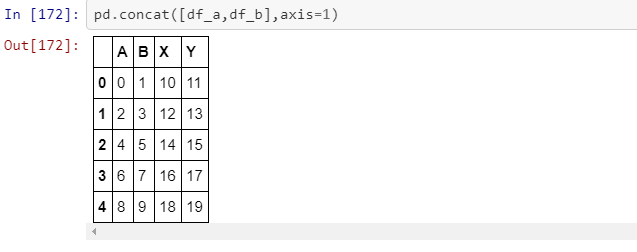 In [172]: pd.concat([df_a,df_b],axis=1)
Out[172]:
A B X Y
0 0 1 10 11
1 2 3 12 13
2 4 5 14 15
3 6 7 16 17
4 8 9 18 19